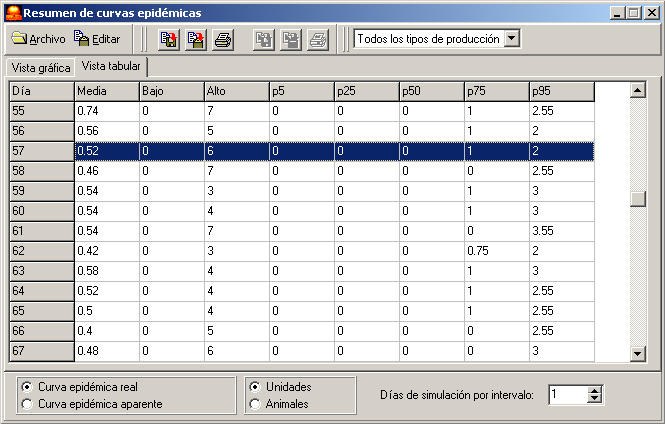 Resumen de curvas epidémicas
Archivo Editar Todos los tipos de producción
Vista gráfica Vista tabular
Día Media Bajo Alto p5 p25 p50 p75 p95
55 0.74 0 7 0 0 0 1 2.55
56 0.56 0 5 0 0 0 1 2
57 0.52 0 6 0 0 0 1 2
58 0.46 0 7 0 0 0 0 2.55
59 0.54 0 3 0 0 0 1 3
60 0.54 0 4 0 0 0 1 3
61 0.54 0 7 0 0 0 0 3.55
62 0.42 0 3 0 0 0 0.75 2
63 0.58 0 4 0 0 0 1 3
64 0.52 0 4 0 0 0 1 2.55
65 0.5 0 4 0 0 0 1 2.55
66 0.4 0 5 0 0 0 0 2.55
67 0.48 0 6 0 0 0 0 3
Curva epidémica real Unidades Días de simulación por intervalo: 1
Curva epidémica aparente Animales